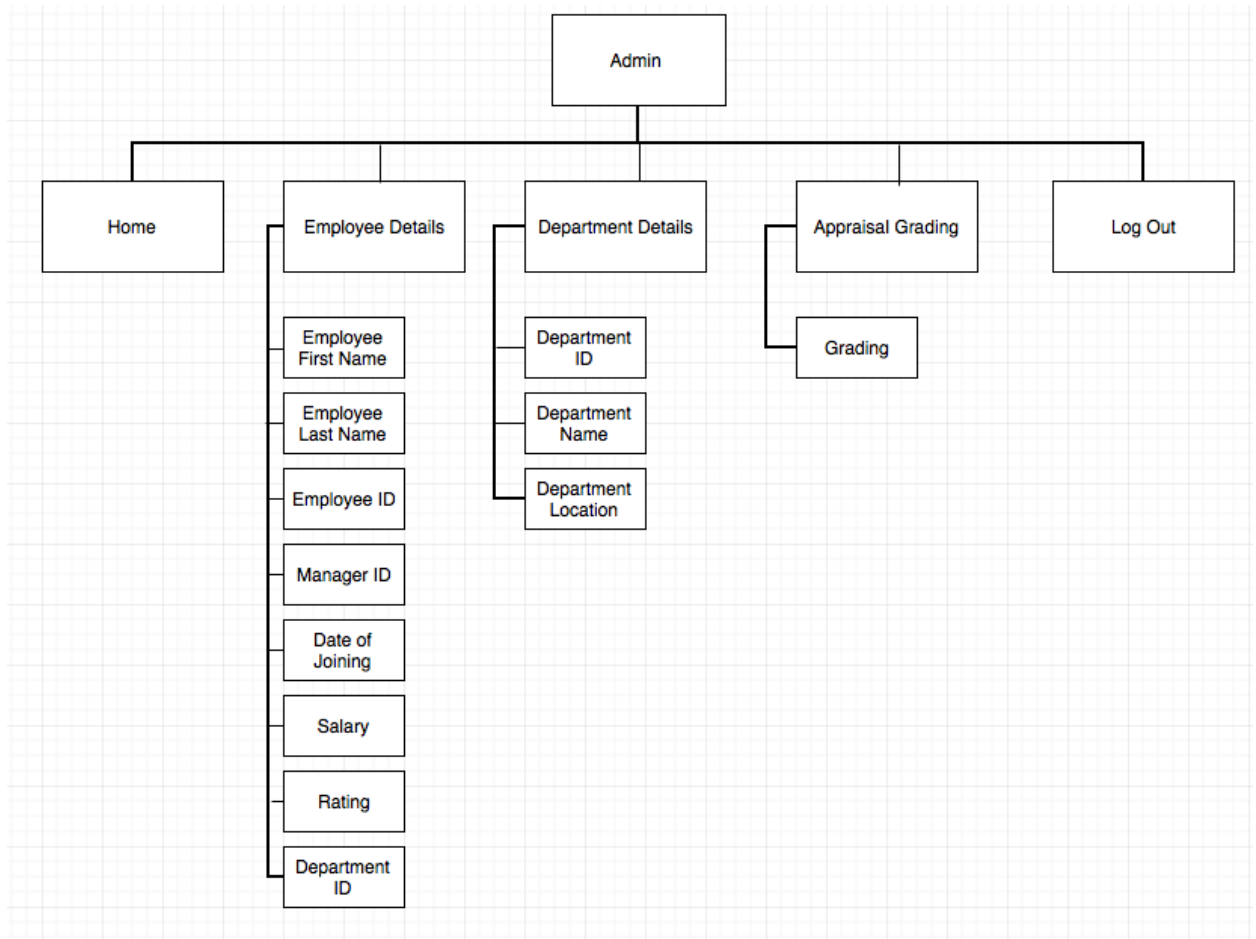 Admin
Home
Employee Details
Department Details
Appraisal Grading
Log Out
Employee
First Name
Employee
Last Name
Employee ID
Manager ID
Date of
Joining
Salary
Rating
Department
ID
Department
ID
Department
Name
Department
Location
Grading